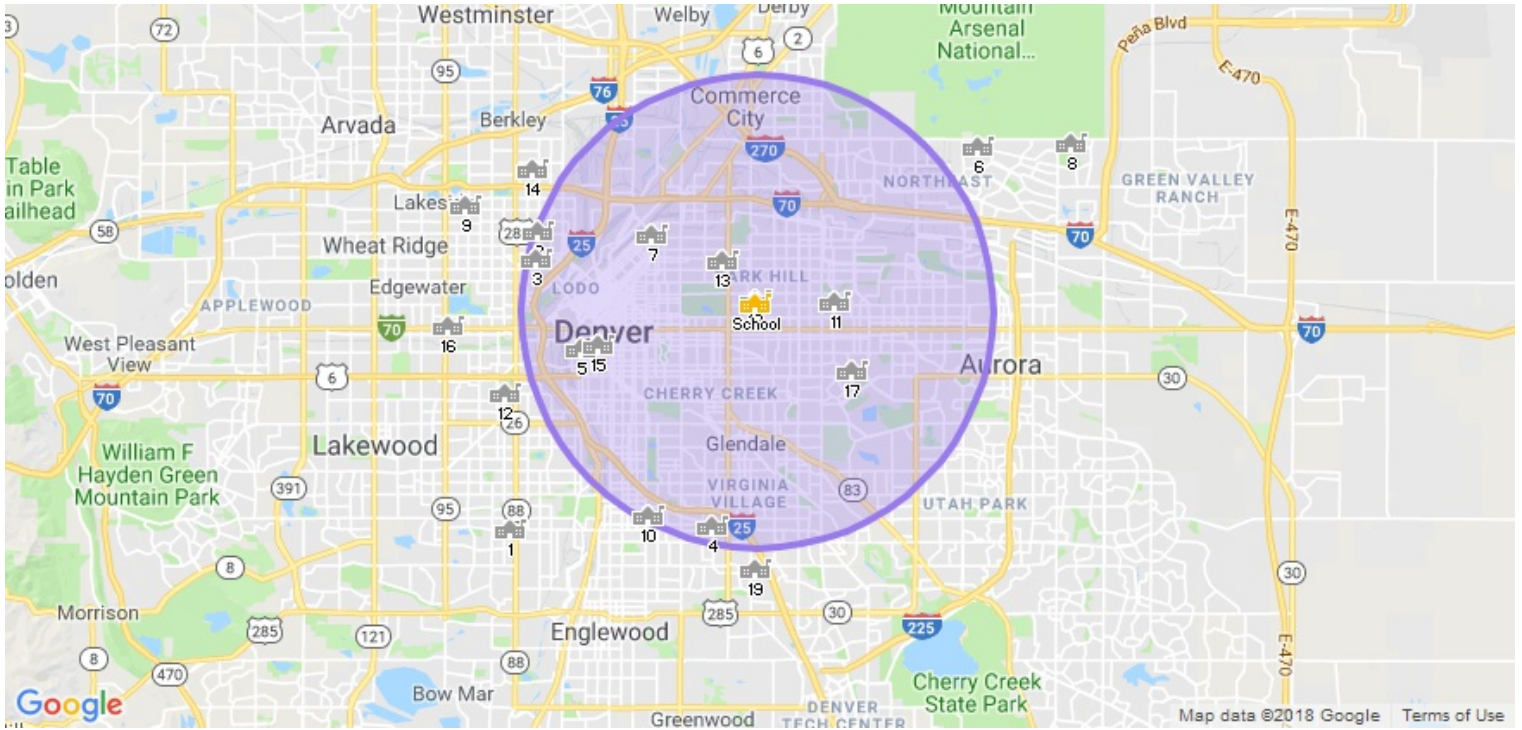 Westminster
Welby
Derby
Mountain
Arsenal
National...
Peña Blvd
72
6
2
E-470
95
76
Commerce
City
25
Arvada
Berkley
270
6
8
Table
in Park
ailhead
14
NORTHEAST
GREEN VALLEY
RANCH
70
9
58
Wheat Ridge
25
7
70
E-470
3
13
ARK HILL
olden
Edgewater
LODO
APPLEWOOD
School
11
70
Denver
70
West Pleasant
View
16
5
15
Aurora
6
17
30
70
CHERRY CREEK
12
26
Lakewood
Glendale
William F
Hayden Green
Mountain Park
391
VIRGINIA
VILLAGE
83
UTAH PARK
95
88
1
10
4
25
8
19
30
Morrison
285
Englewood
285
30
225
121
8
88
E-470
470
Bow Mar
Cherry Creek
State Park
Google
Greenwood
DENVER
TECH CENTER
Map data ©2018 Google
Terms of Use